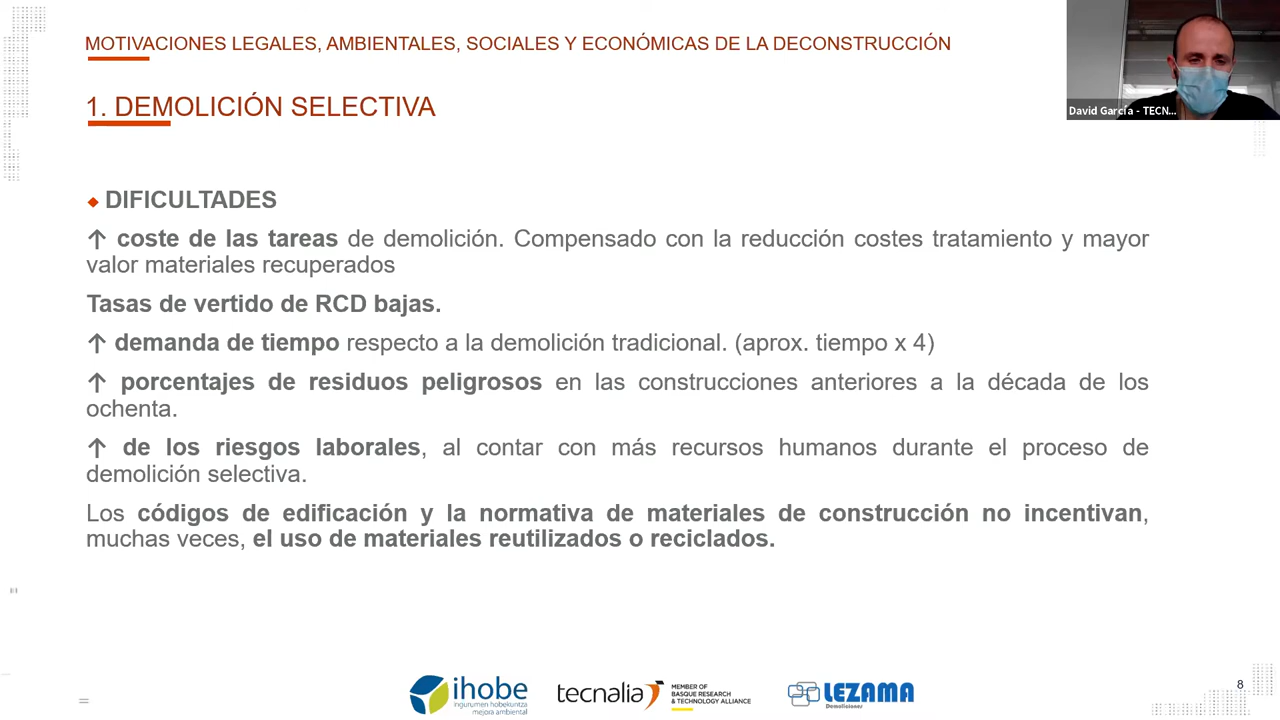 MOTIVACIONES LEGALES, AMBIENTALES, SOCIALES Y ECONÓMICAS DE LA DECONSTRUCCIÓN
1. DEMOLICIÓN SELECTIVA
David García - TECN...
DIFICULTADES
↑ coste de las tareas de demolición. Compensado con la reducción costes tratamiento y mayor
valor materiales recuperados
Tasas de vertido de RCD bajas.
↑ demanda de tiempo respecto a la demolición tradicional. (aprox. tiempo x 4)
↑ porcentajes de residuos peligrosos en las construcciones anteriores a la década de los
ochenta.
↑ de los riesgos laborales, al contar con más recursos humanos durante el proceso de
demolición selectiva.
Los códigos de edificación y la normativa de materiales de construcción no incentivan,
muchas veces, el uso de materiales reutilizados o reciclados.
ihobe
ingurumen hobekuntza
mejora ambiental
tecnalia
MEMBER OF
BASQUE RESEARCH
& TECHNOLOGY ALLIANCE
LEZAMA
Demoliciones
8